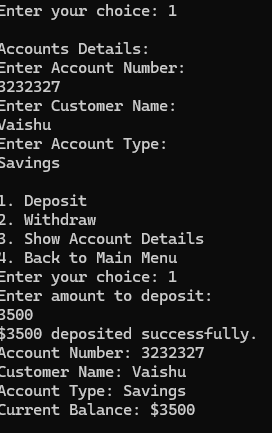 Enter your choice: 1
Accounts Details:
Enter Account Number:
3232327
Enter Customer Name:
Vaishu
Enter Account Type:
Savings
1. Deposit
2. Withdraw
3. Show Account Details
4. Back to Main Menu
Enter your choice: 1
Enter amount to deposit:
3500
$3500 deposited successfully.
Account Number: 3232327
Customer Name: Vaishu
Account Type: Savings
Current Balance: $3500